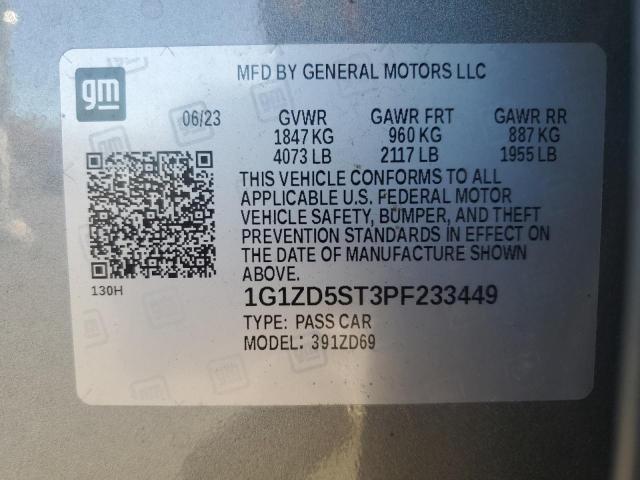 gm
MFD BY GENERAL MOTORS LLC
06/23 GVWR GAWR FRT GAWR RR
1847 KG 960 KG 887 KG
4073 LB 2117 LB 1955 LB
THIS VEHICLE CONFORMS TO ALL
APPLICABLE U.S. FEDERAL MOTOR
VEHICLE SAFETY, BUMPER, AND THEFT
PREVENTION STANDARDS IN EFFECT ON
THE DATE OF MANUFACTURE SHOWN
ABOVE.
130H
1G1ZD5ST3PF233449
TYPE: PASS CAR
MODEL: 391ZD69